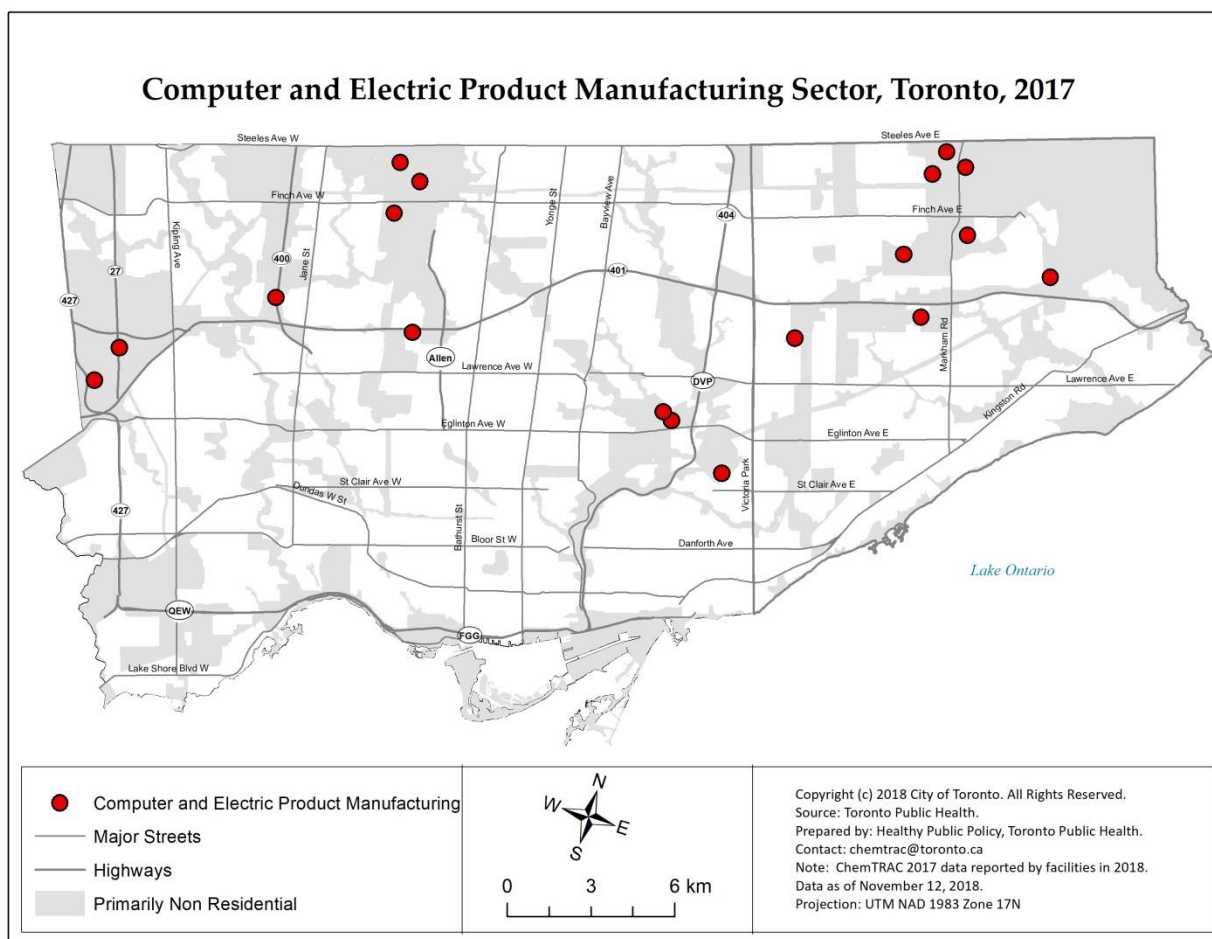 Computer and Electric Product Manufacturing Sector, Toronto, 2017
Steeles Ave W
Steeles Ave E
Finch Ave W
Finch Ave E
Kipling Ave
Jane St
Yonge St
Bayview Ave
404
400
401
27
427
Markham Rd
Allen
Lawrence Ave W
DVP
Lawrence Ave E
Kingston Rd
Eglinton Ave W
Eglinton Ave E
St Clair Ave W
St Clair Ave E
Dundas W St
Victoria Park
427
Bathurst St
Bloor St W
Danforth Ave
Lake Ontario
QEW
FGG
Lake Shore Blvd W
Computer and Electric Product Manufacturing
Major Streets
Highways
Primarily Non Residential
N
W
E
S
0 3 6 km
Copyright (c) 2018 City of Toronto. All Rights Reserved.
Source: Toronto Public Health.
Prepared by: Healthy Public Policy, Toronto Public Health.
Contact: chemtrac@toronto.ca
Note: ChemTRAC 2017 data reported by facilities in 2018.
Data as of November 12, 2018.
Projection: UTM NAD 1983 Zone 17N